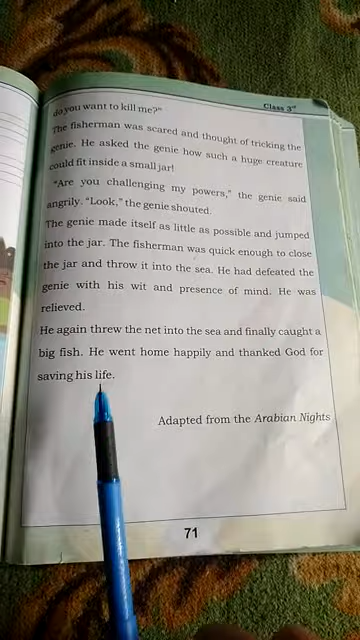 Class 3rd
do you want to kill me?"
The fisherman was scared and thought of tricking the
genie. He asked the genie how such a huge creature
could fit inside a small jar!
"Are you challenging my powers," the genie said
angrily. "Look," the genie shouted.
The genie made itself as little as possible and jumped
into the jar. The fisherman was quick enough to close
the jar and throw it into the sea. He had defeated the
genie with his wit and presence of mind. He was
relieved.
He again threw the net into the sea and finally caught a
big fish. He went home happily and thanked God for
saving his life.
Adapted from the Arabian Nights
71